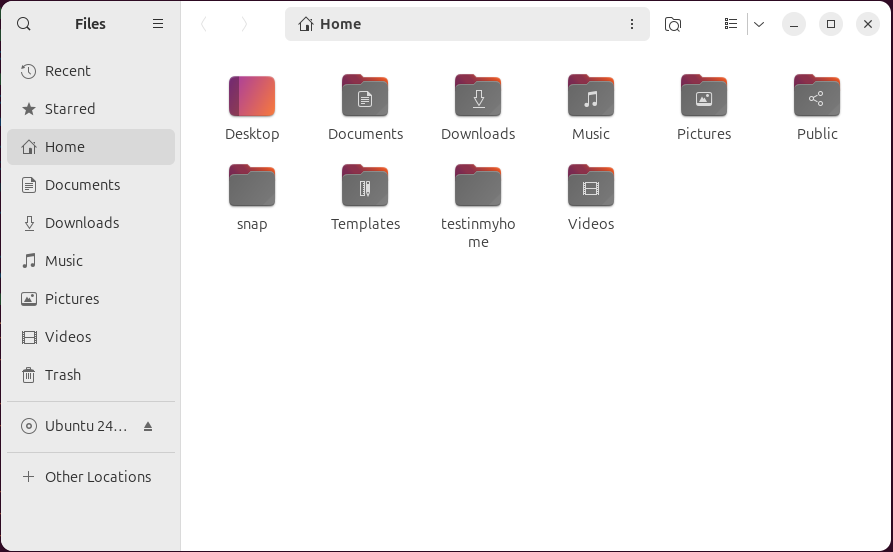 Files
Home
Recent
Starred
Home
Documents
Downloads
Music
Pictures
Videos
Trash
Ubuntu 24…
Other Locations
Desktop
Documents
Downloads
Music
Pictures
Public
snap
Templates
testinmyho
me
Videos